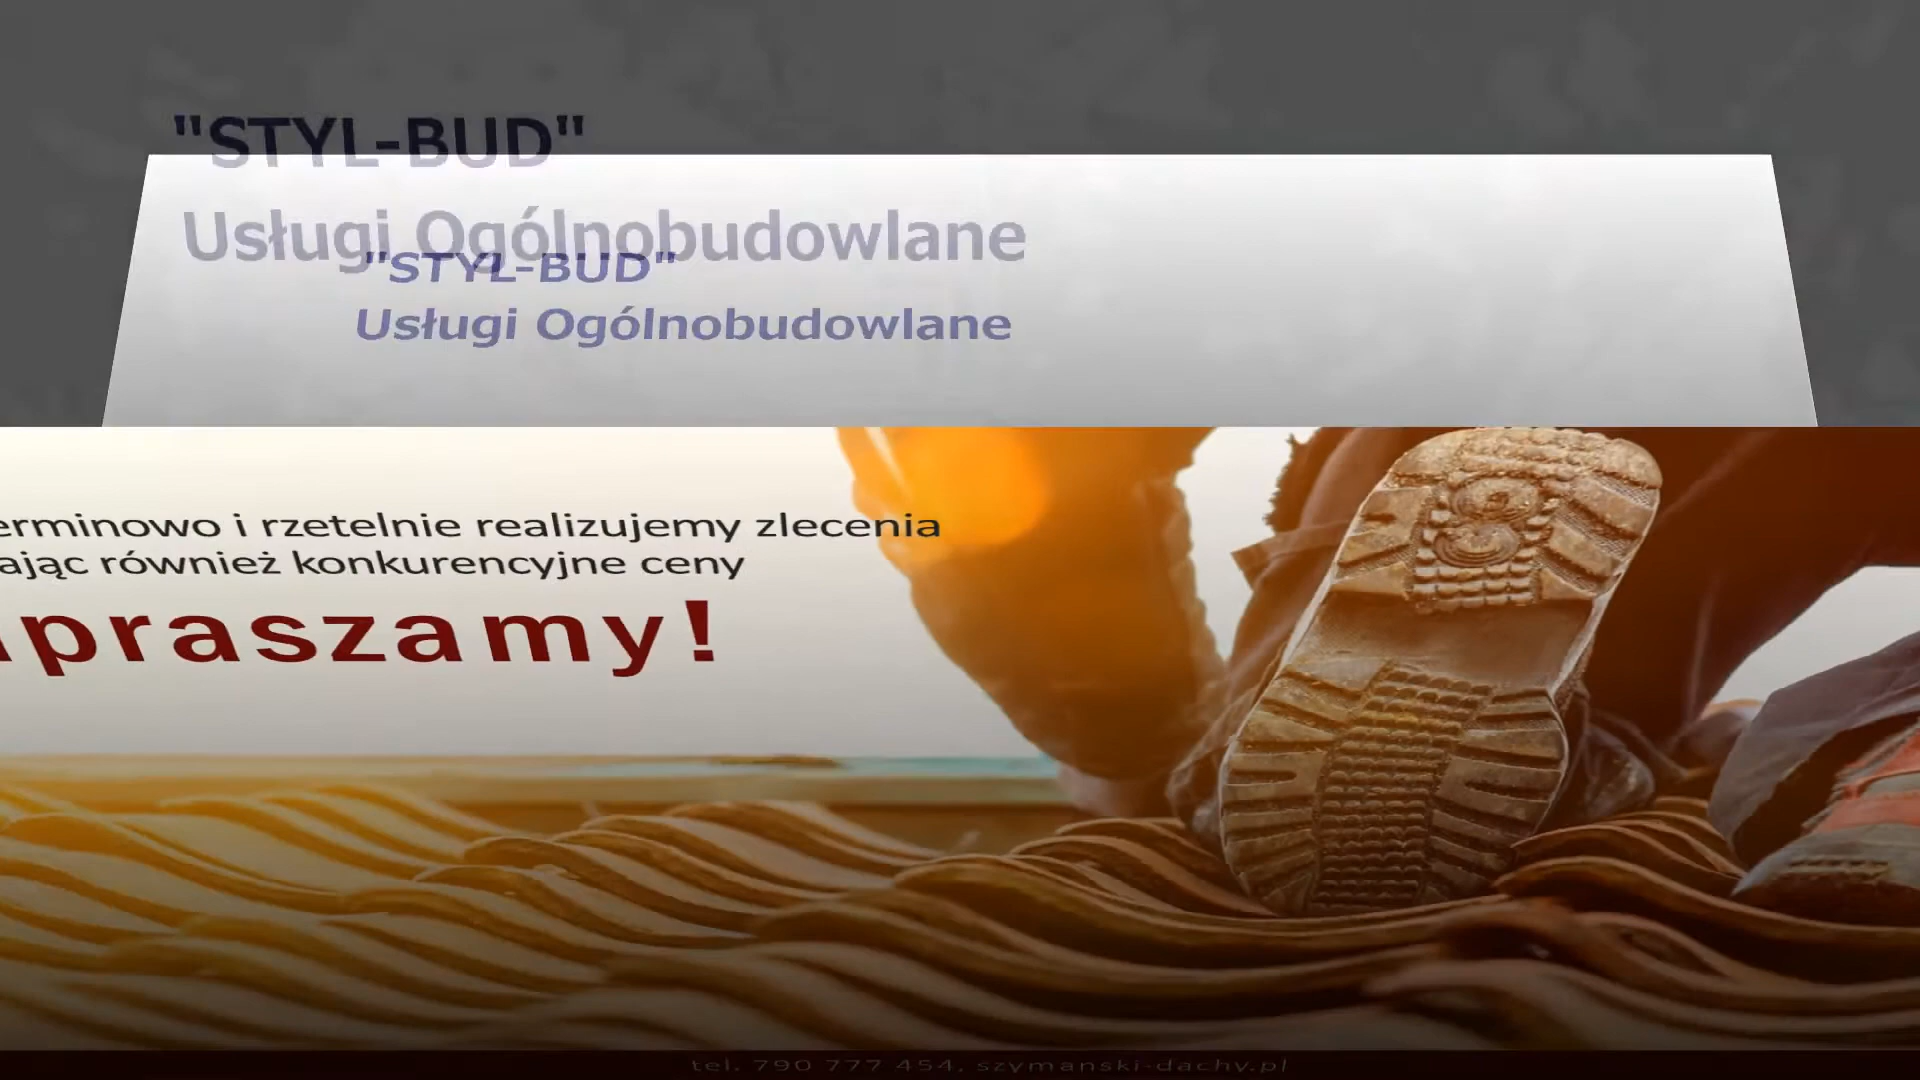 "STYL-BUD"
Usługi Ogólnobudowlane
"STYL-BUD"
Usługi Ogólnobudowlane
erminowo i rzetelnie realizujemy zlecenia
ając również konkurencyjne ceny
praszamy!
tel. 790 777 454, szymanski-dachy.pl